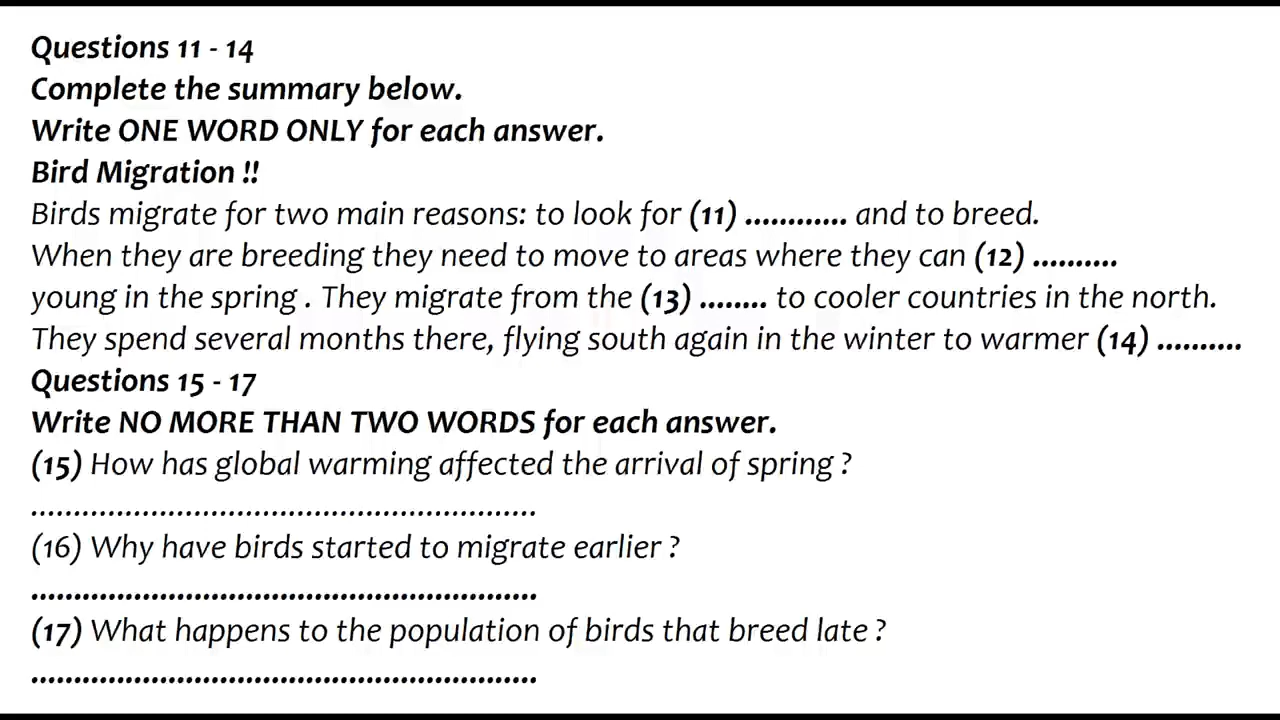 Questions 11 - 14
Complete the summary below.
Write ONE WORD ONLY for each answer.
Bird Migration !!
Birds migrate for two main reasons: to look for (11) ............ and to breed.
When they are breeding they need to move to areas where they can (12) ..........
young in the spring . They migrate from the (13) ........ to cooler countries in the north.
They spend several months there, flying south again in the winter to warmer (14) ..........
Questions 15 - 17
Write NO MORE THAN TWO WORDS for each answer.
(15) How has global warming affected the arrival of spring ?
..........................................................
(16) Why have birds started to migrate earlier ?
..........................................................
(17) What happens to the population of birds that breed late ?
..........................................................